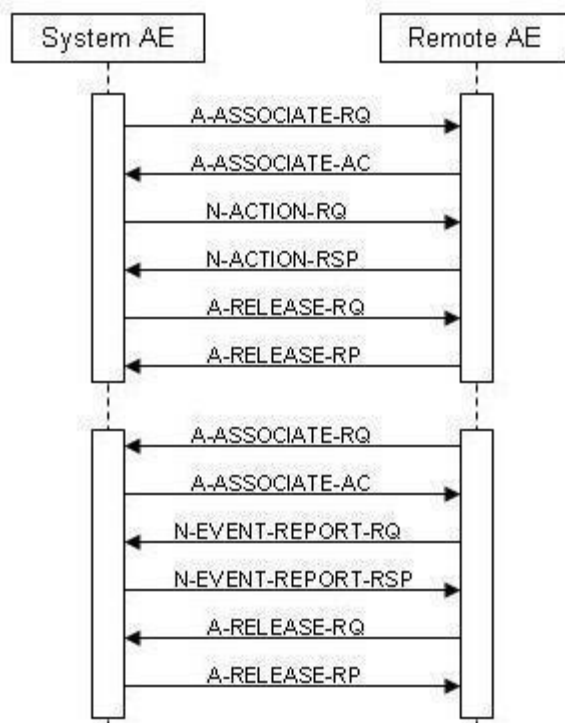 System AE
Remote AE
A-ASSOCIATE-RQ
A-ASSOCIATE-AC
N-ACTION-RQ
N-ACTION-RSP
A-RELEASE-RQ
A-RELEASE-RP
A-ASSOCIATE-RQ
A-ASSOCIATE-AC
N-EVENT-REPORT-RQ
N-EVENT-REPORT-RSP
A-RELEASE-RQ
A-RELEASE-RP